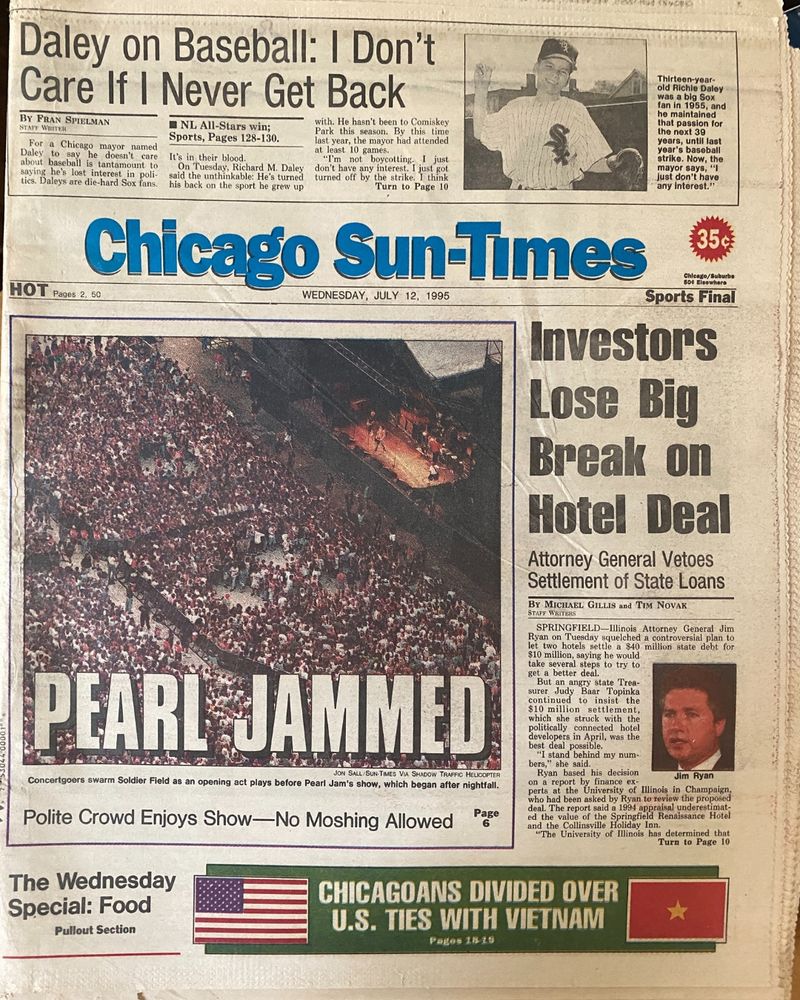 Daley on Baseball: I Don't
Care If I Never Get Back
BY FRAN SPIELMAN
STAFF WRITER
For a Chicago mayor named
Daley to say he doesn't care
about baseball is tantamount to
saying he's lost interest in poli-
tics. Daleys are die-hard Sox fans.
■ NL All-Stars win;
Sports, Pages 128-130.
It's in their blood.
On Tuesday, Richard M. Daley
said the unthinkable: He's turned
his back on the sport he grew up
with. He hasn't been to Comiskey
Park this season. By this time
last year, the mayor had attended
at least 10 games.
"I'm not boycotting. I just
don't have any interest. I just got
turned off by the strike. I think
Turn to Page 10
Thirteen-year-
old Richie Daley
was a big Sox
fan in 1955, and
he maintained
that passion for
the next 39
years, until last
year's baseball
strike. Now, the
mayor says, "I
just don't have
any interest."
Chicago Sun-Times
35¢
Chicago/Suburbs
50¢ Elsewhere
HOT Pages 2, 50
WEDNESDAY, JULY 12, 1995
Sports Final
PEARL JAMMED
JON SALL/SUN-TIMES VIA SHADOW TRAFFIC HELICOPTER
Concertgoers swarm Soldier Field as an opening act plays before Pearl Jam's show, which began after nightfall.
Polite Crowd Enjoys Show—No Moshing Allowed
Page
6
Investors
Lose Big
Break on
Hotel Deal
Attorney General Vetoes
Settlement of State Loans
BY MICHAEL GILLIS and TIM NOVAK
STAFF WRITERS
SPRINGFIELD—Illinois Attorney General Jim
Ryan on Tuesday squelched a controversial plan to
let two hotels settle a $40 million state debt for
$10 million, saying he would
take several steps to try to
get a better deal.
But an angry state Trea-
surer Judy Baar Topinka
continued to insist the
$10 million settlement,
which she struck with the
politically connected hotel
developers in April, was the
best deal possible.
"I stand behind my num-
bers," she said.
Ryan based his decision
on a report by finance ex-
perts at the University of Illinois in Champaign,
who had been asked by Ryan to review the proposed
deal. The report said a 1994 appraisal underestimat-
ed the value of the Springfield Renaissance Hotel
and the Collinsville Holiday Inn.
"The University of Illinois has determined that
Turn to Page 10
Jim Ryan
The Wednesday
Special: Food
Pullout Section
CHICAGOANS DIVIDED OVER
U.S. TIES WITH VIETNAM
Pages 18-19